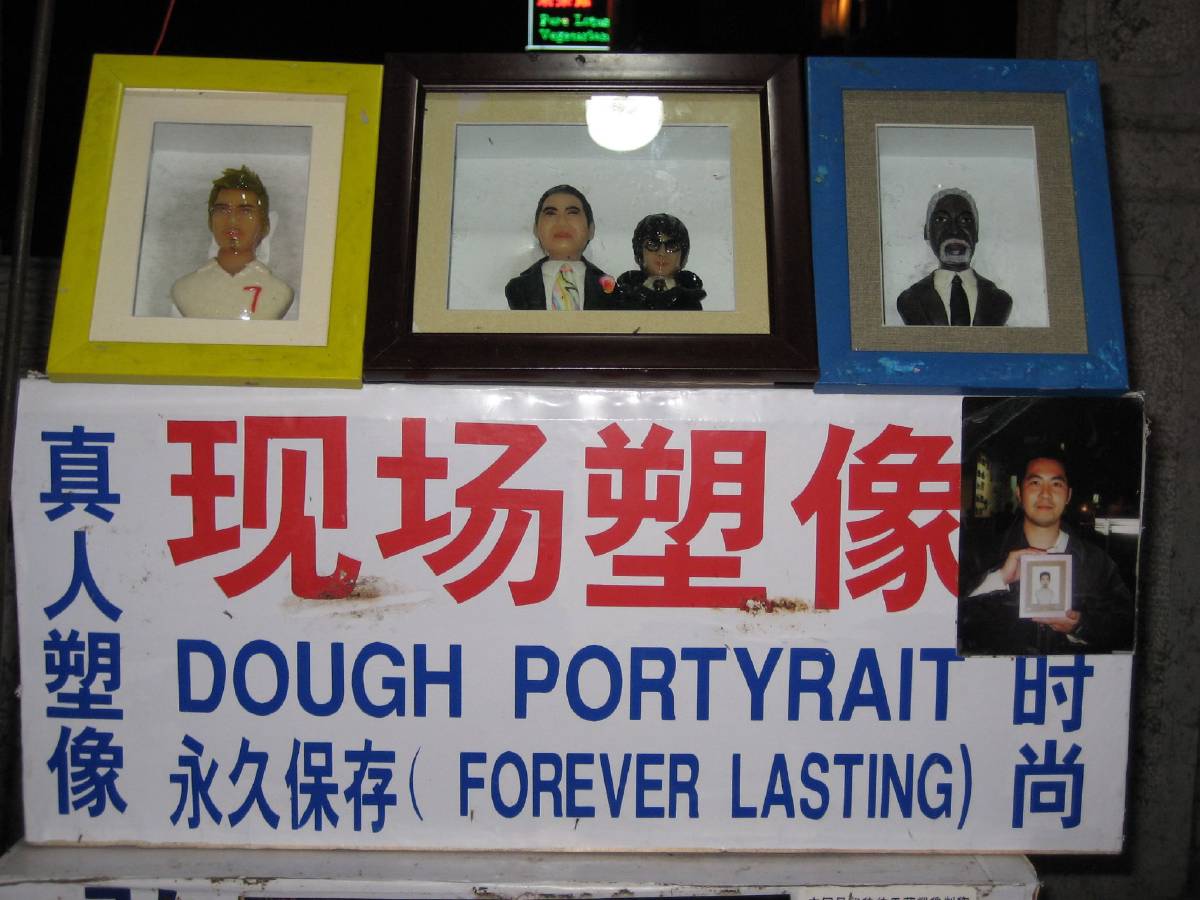 Pure Lotus
Vegetarian
7
真人塑像
现场塑像
DOUGH PORTYRAIT
永久保存( FOREVER LASTING)
时尚